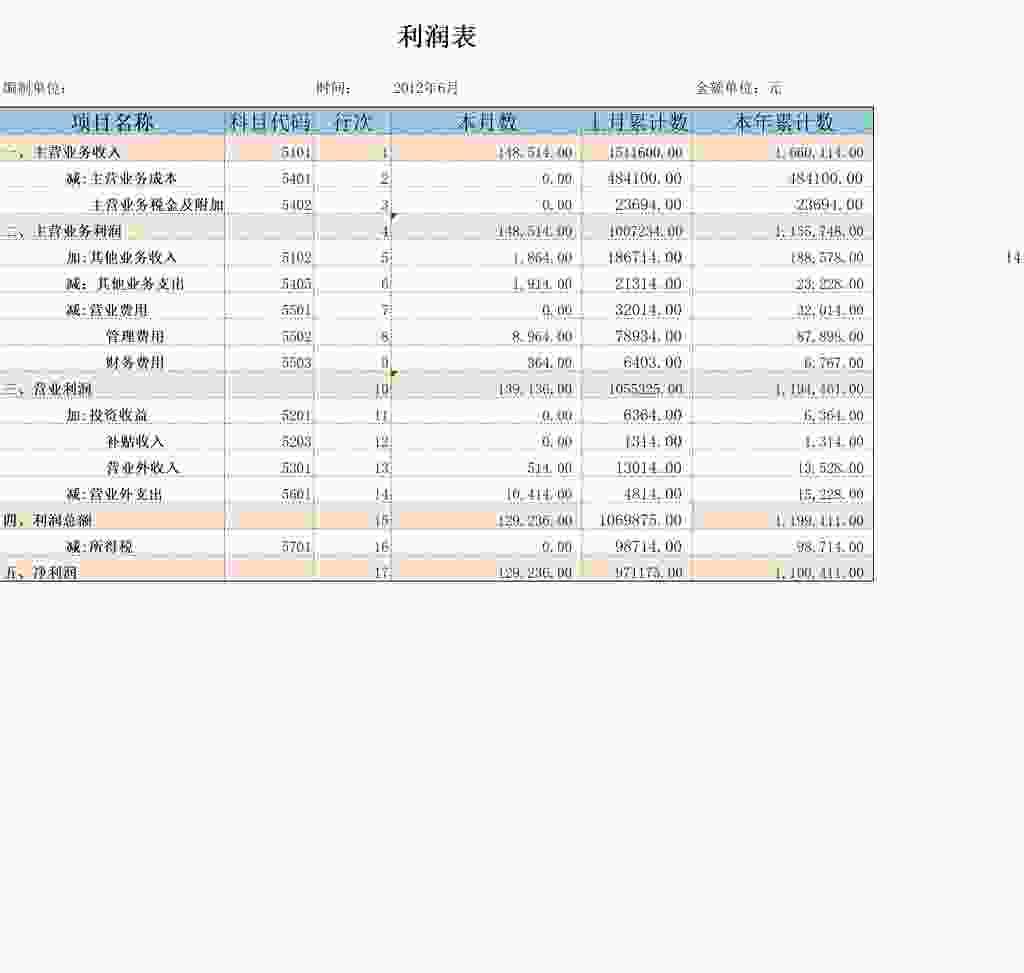 利润表
编制单位: 时间: 2012年6月 金额单位: 元
项目名称 科目代码 行次 本月数 上月累计数 本年累计数
一、主营业务收入 5101 1 148,514.00 1511600.00 1,660,114.00
减:主营业务成本 5401 2 0.00 484100.00 484100.00
主营业务税金及附加 5402 3 0.00 23694.00 23694.00
二、主营业务利润 4 148,514.00 1007234.00 1,155,748.00
加:其他业务收入 5102 5 1,864.00 186714.00 188,578.00
减: 其他业务支出 5405 6 1,914.00 21314.00 23,228.00
减:营业费用 5501 7 0.00 32014.00 32,014.00
管理费用 5502 8 8,964.00 78934.00 87,898.00
财务费用 5503 9 364.00 6403.00 6,767.00
三、营业利润 10 139,136.00 1055325.00 1,194,461.00
加:投资收益 5201 11 0.00 6364.00 6,364.00
补贴收入 5203 12 0.00 1314.00 1,314.00
营业外收入 5301 13 514.00 13014.00 13,528.00
减:营业外支出 5601 14 10,414.00 4814.00 15,228.00
四、利润总额 15 129,236.00 1069875.00 1,199,111.00
减:所得税 5701 16 0.00 98714.00 98,714.00
五、净利润 17 129,236.00 971175.00 1,100,411.00